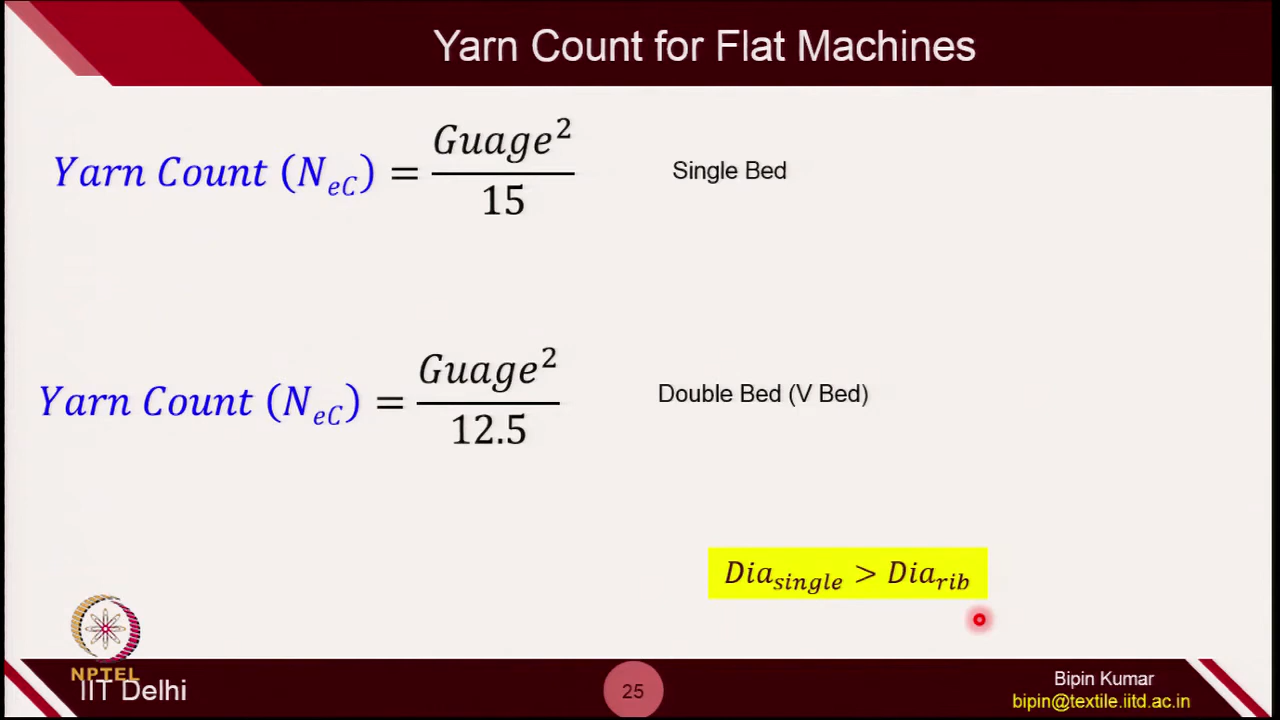 Yarn Count for Flat Machines
Yarn Count (N_eC) = Guage^2 / 15
Single Bed
Yarn Count (N_eC) = Guage^2 / 12.5
Double Bed (V Bed)
Dia_single > Dia_rib
NPTEL
IIT Delhi
25
Bipin Kumar
bipin@textile.iitd.ac.in